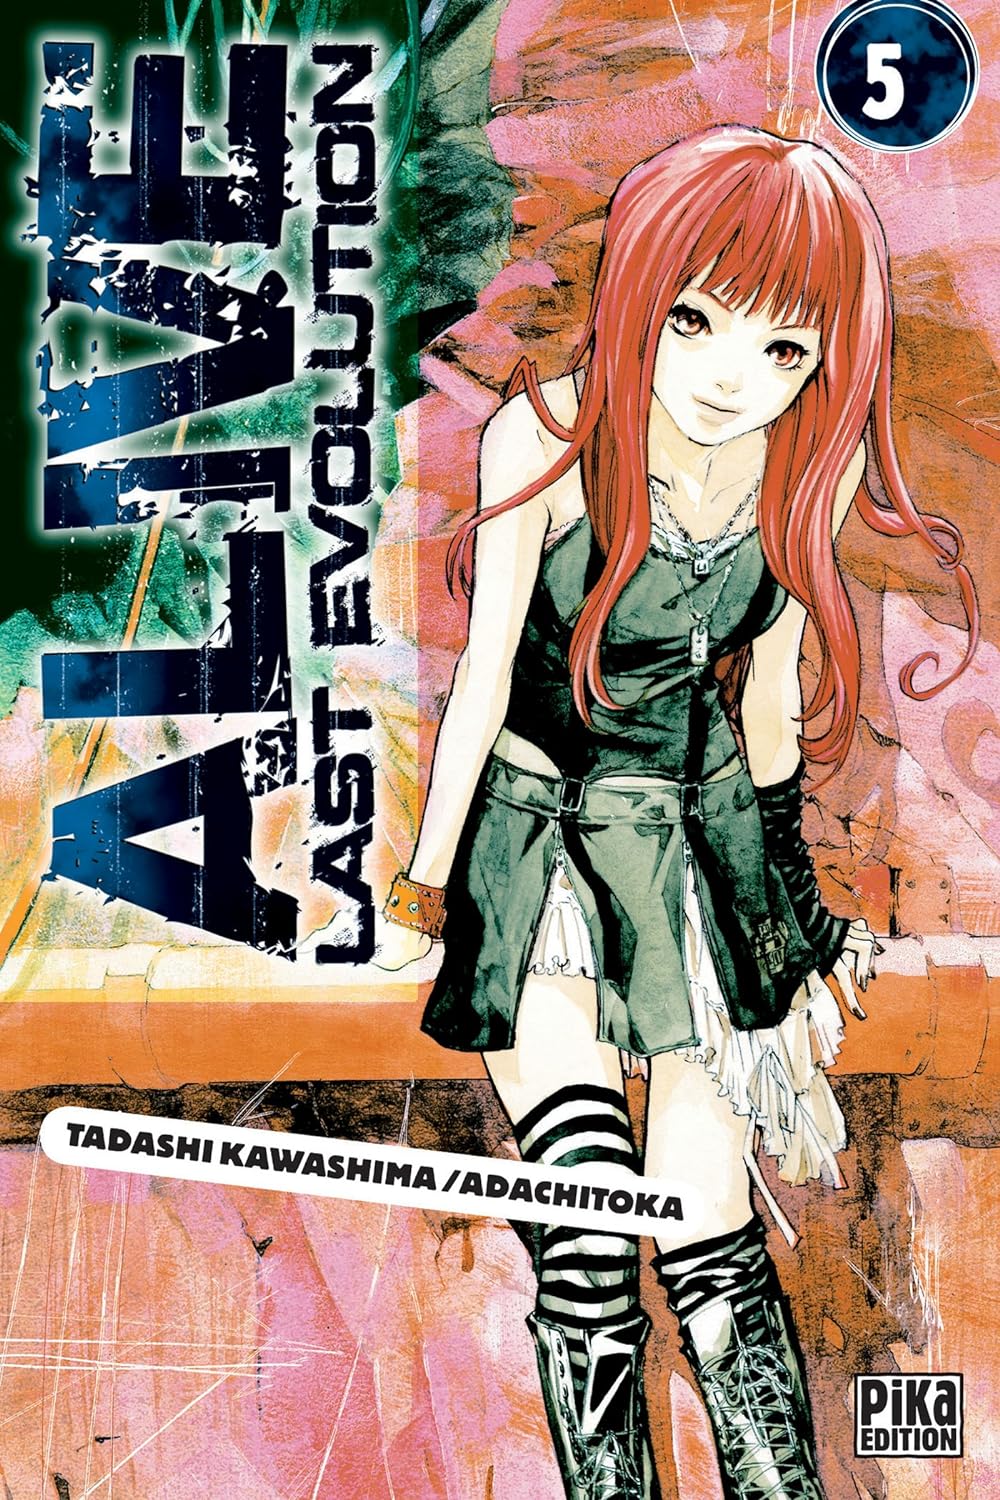 5
ALIVE
LAST EVOLUTION
TADASHI KAWASHIMA/ADACHITOKA
PiKa
EDITION